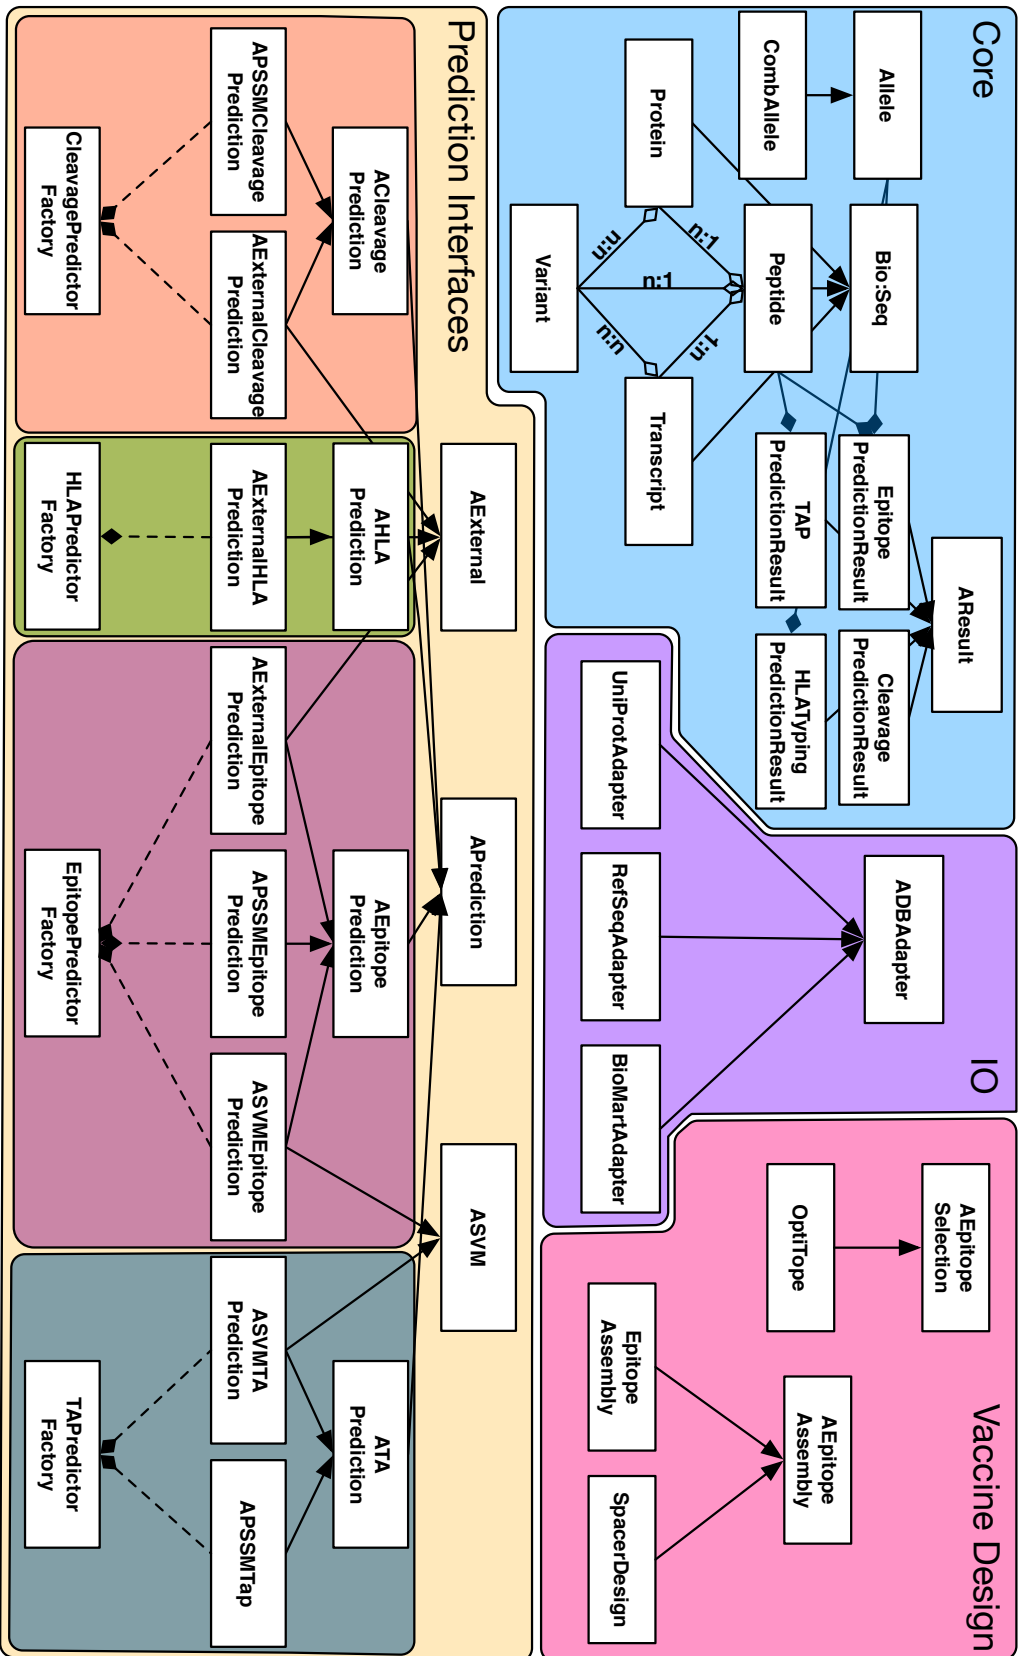 Core
Allele
CombAllele
Bio:Seq
Protein
Peptide
Variant
Transcript
n:n
n:1
n:1
n:n
1:n
AResult
Epitope
PredictionResult
Cleavage
PredictionResult
TAP
PredictionResult
HLATyping
PredictionResult
IO
ADBAdapter
UniProtAdapter
RefSeqAdapter
BioMartAdapter
Vaccine Design
AEpitope
Selection
OptiTope
AEpitope
Assembly
Epitope
Assembly
SpacerDesign
Prediction Interfaces
AExternal
APrediction
ASVM
ACleavage
Prediction
APSSMCleavage
Prediction
AExternalCleavage
Prediction
CleavagePredictor
Factory
AHLA
Prediction
AExternalHLA
Prediction
HLAPredictor
Factory
AEpitope
Prediction
AExternalEpitope
Prediction
APSSMEpitope
Prediction
ASVMEpitope
Prediction
EpitopePredictor
Factory
ATA
Prediction
ASVMTA
Prediction
APSSMTap
TAPredictor
Factory